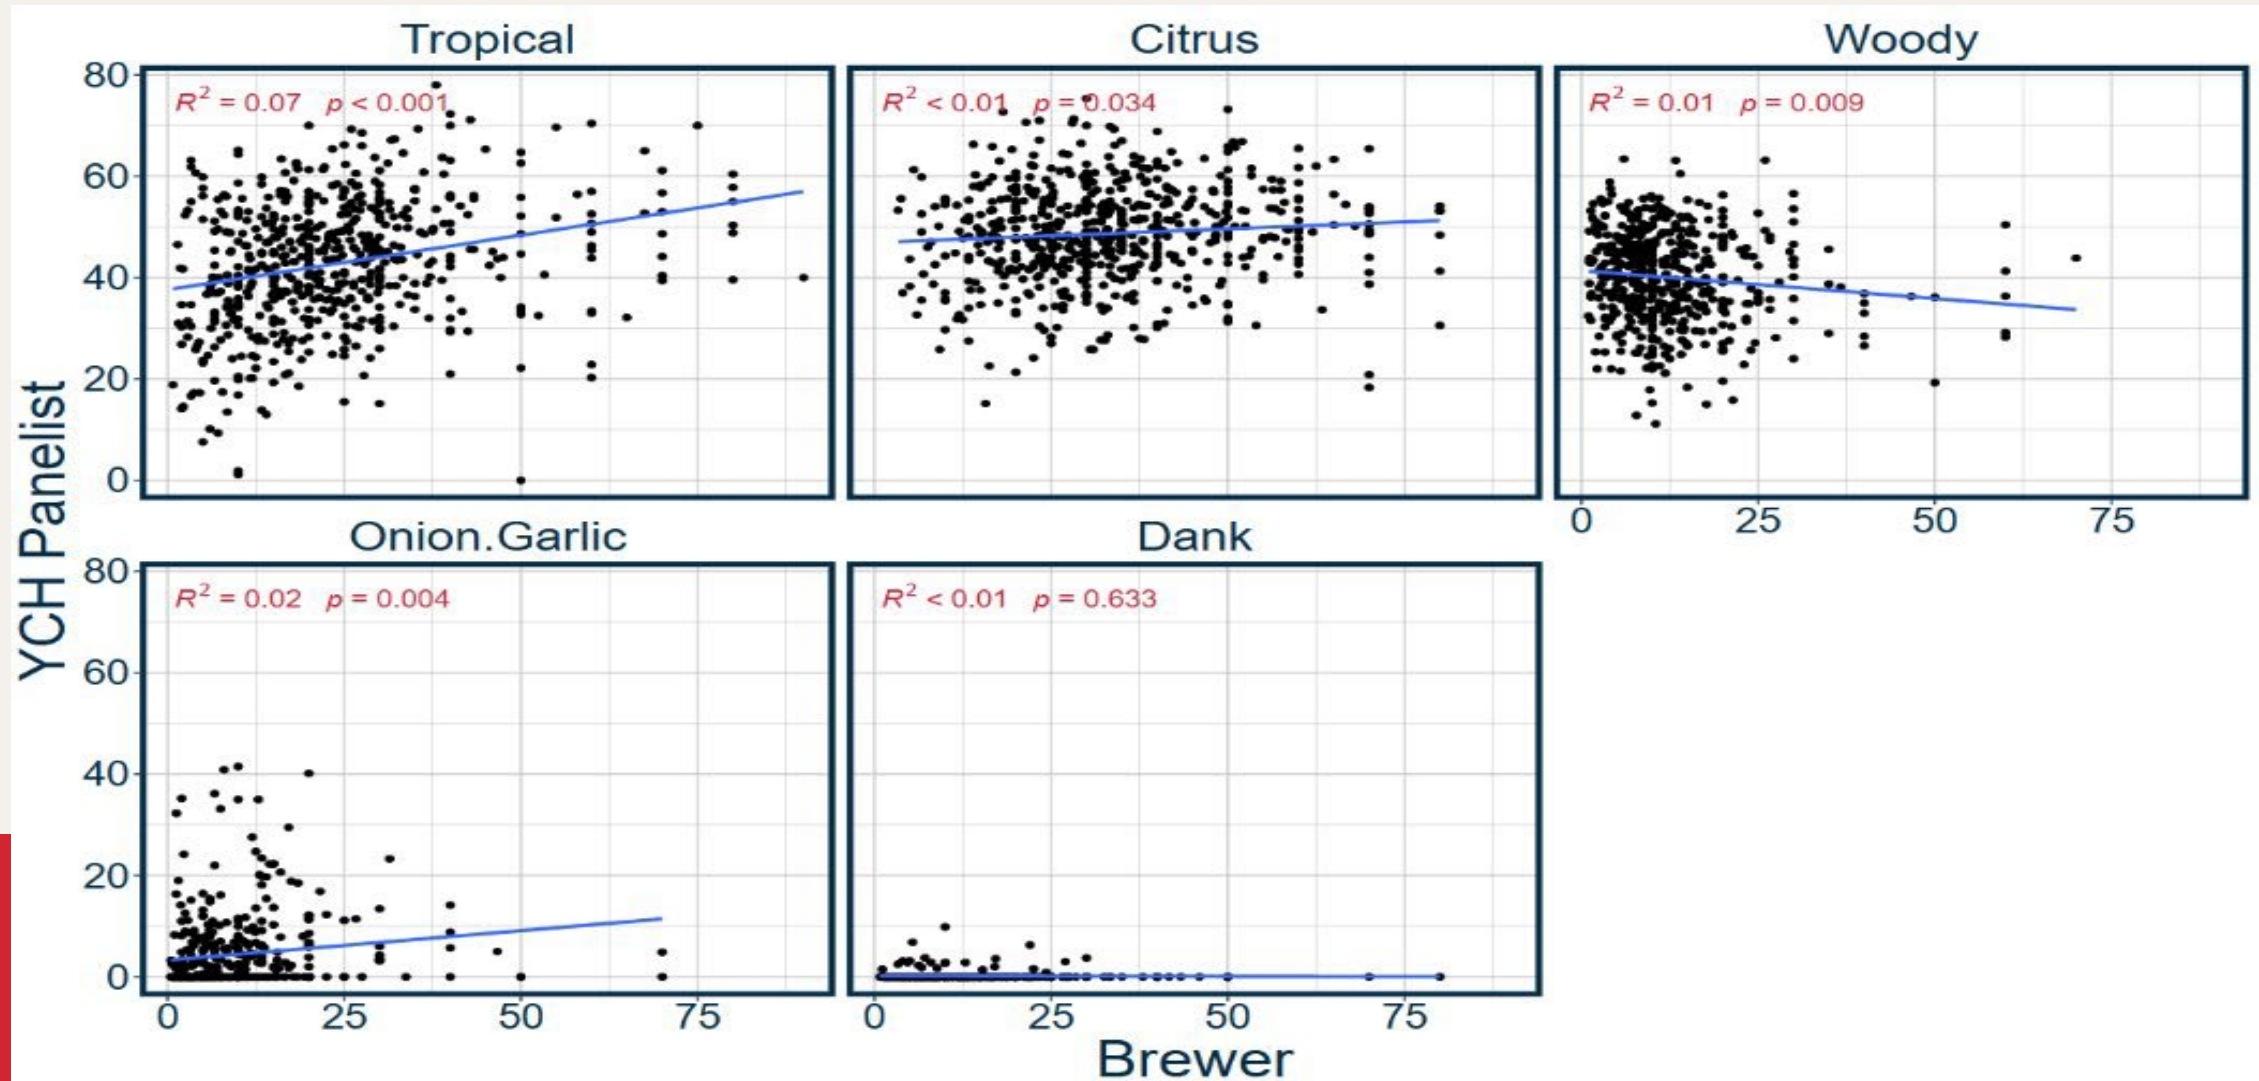 Tropical
Citrus
Woody
R² = 0.07 p < 0.001
R² < 0.01 p = 0.034
R² = 0.01 p = 0.009
80
60
40
20
0
0 25 50 75
YCH Panelist
Onion.Garlic
Dank
R² = 0.02 p = 0.004
R² < 0.01 p = 0.633
80
60
40
20
0
0 25 50 75
0 25 50 75
Brewer